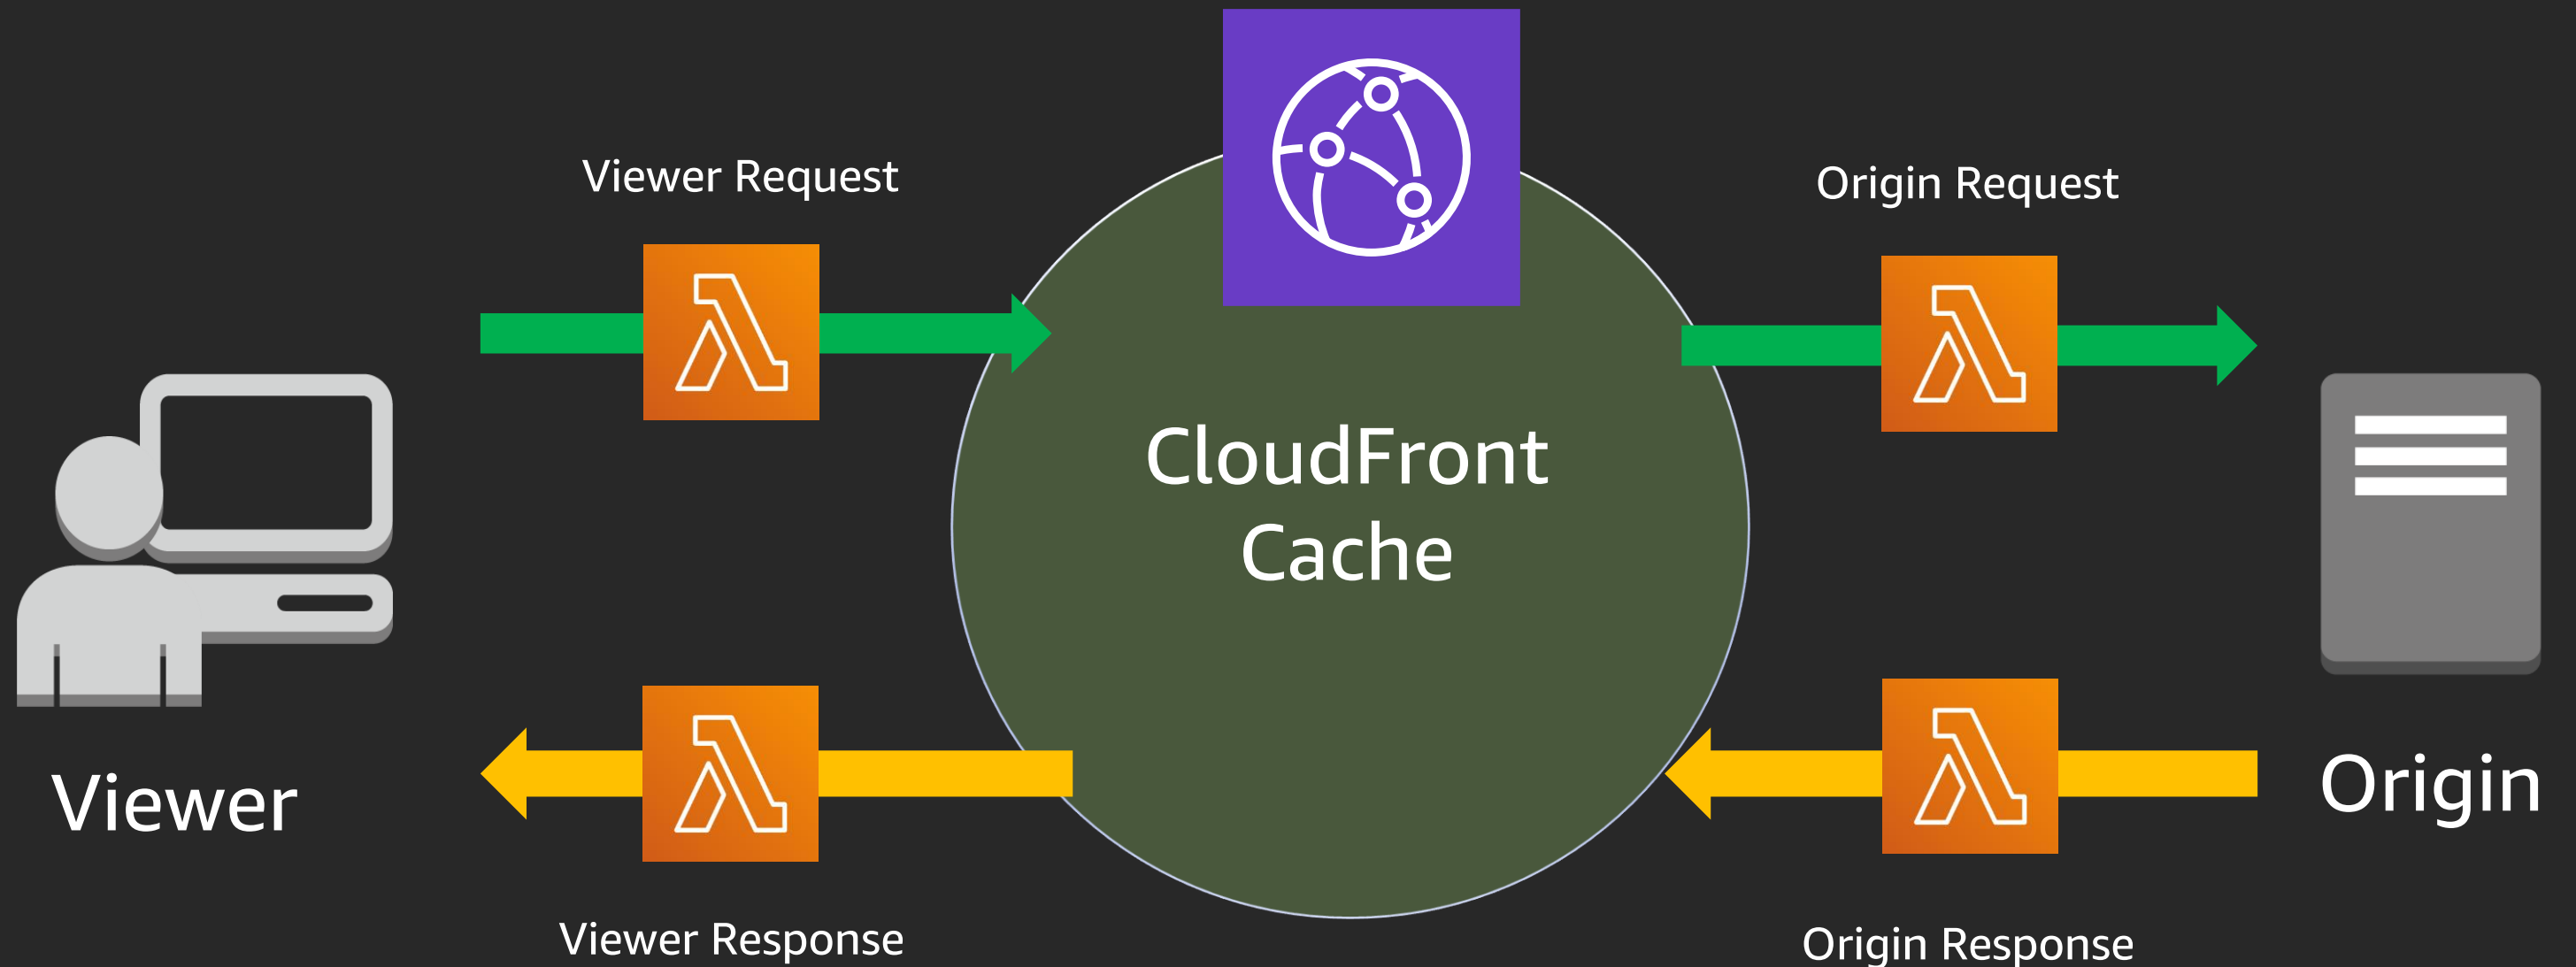 Viewer Request
Origin Request
CloudFront
Cache
Viewer
Origin
Viewer Response
Origin Response